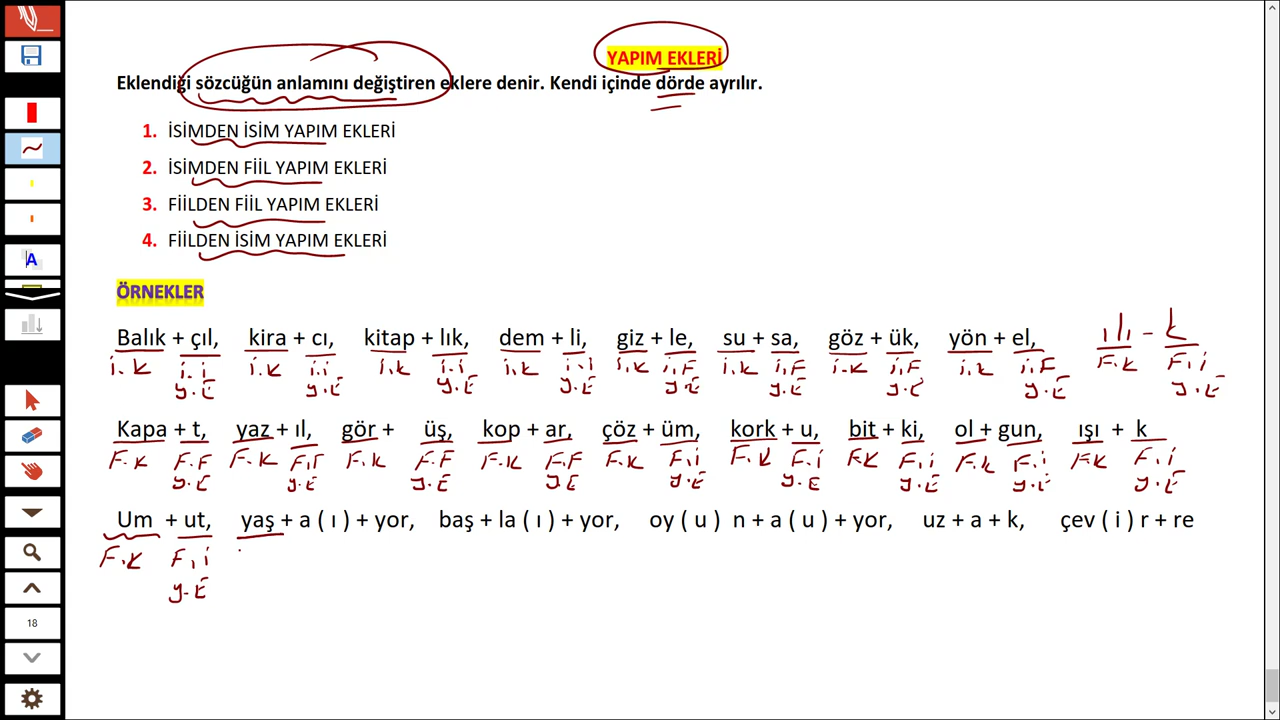 YAPIM EKLERİ
Eklendiği sözcüğün anlamını değiştiren eklere denir. Kendi içinde dörde ayrılır.
1. İSİMDEN İSİM YAPIM EKLERİ
2. İSİMDEN FİİL YAPIM EKLERİ
3. FİİLDEN FİİL YAPIM EKLERİ
4. FİİLDEN İSİM YAPIM EKLERİ
A
ÖRNEKLER
Balık + çıl, kira + cı, kitap + lık, dem + li, giz + le, su + sa, göz + ük, yön + el, ılı - k
i.k i.i i.k i.i i.k i.i i.k i.i i.k i.F i.k i.F i.k i.F i.k i.F F.k F.i
y.E y.E y.E y.E y.E y.E y.E y.E y.E
Kapa + t, yaz + ıl, gör + üş, kop + ar, çöz + üm, kork + u, bit + ki, ol + gun, ışı + k
F.k F.F F.k F.F F.k F.F F.k F.F F.k F.i F.k F.i F.k F.i F.k F.i F.k F.i
y.E y.E y.E y.E y.E y.E y.E y.E y.E
Um + ut, yaş + a ( ı ) + yor, baş + la ( ı ) + yor, oy ( u ) n + a ( u ) + yor, uz + a + k, çev ( i ) r + re
F.k F.i
y.E
18